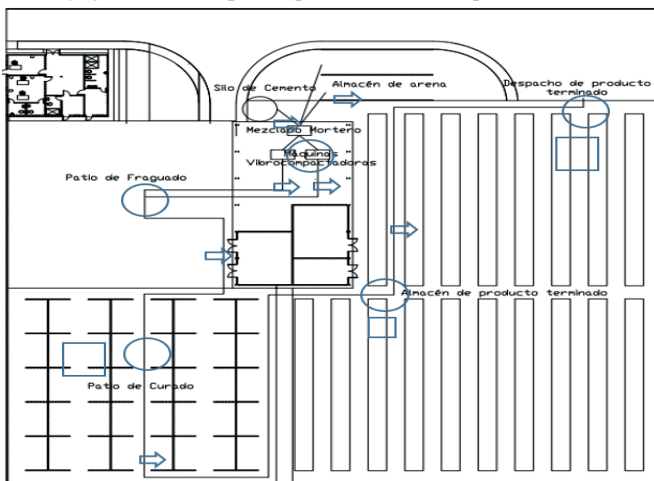 Silo de Cemento
Almacén de arena
Despacho de producto
terminado
Mezclado Mortero
Máquinas
Vibrocompactadoras
Patio de Fraguado
Almacén de producto terminado
Patio de Curado